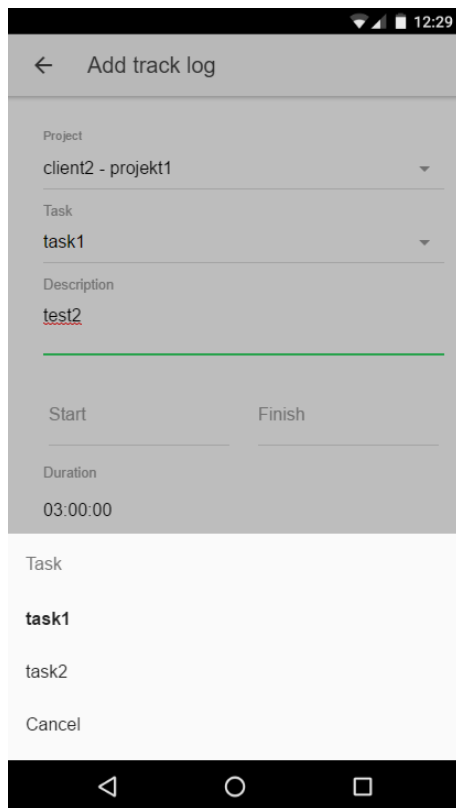 12:29
Add track log
Project
client2 - projekt1
Task
task1
Description
test2
Start Finish
Duration
03:00:00
Task
task1
task2
Cancel